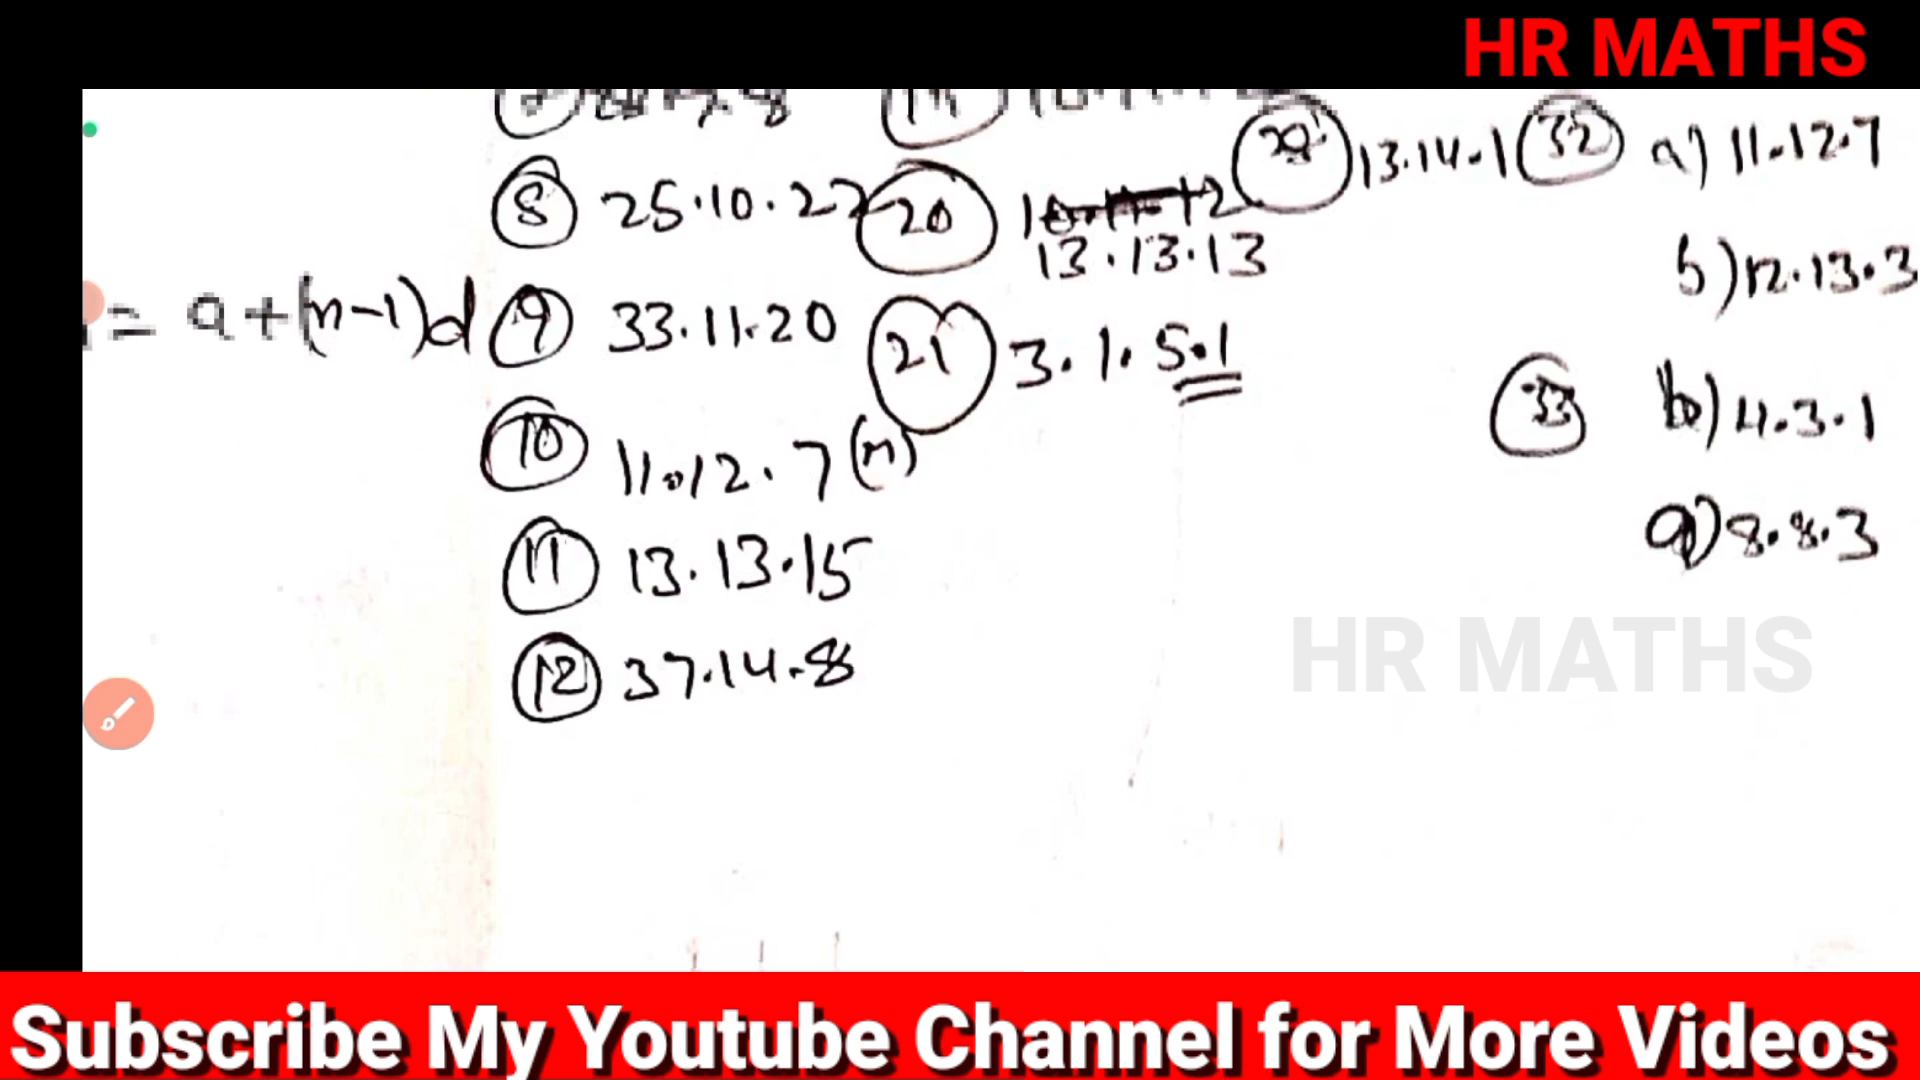 HR MATHS
8 25.10.22
20 13.13.13
13.14.1
32 a) 11.12.7
b) 12.13.3
= a+(n-1)d
9 33.11.20
21 3.1.5.1
33 b) 4.3.1
10 11.12.7 (n)
a) 8.8.3
11 13.13.15
12 37.14.8
HR MATHS
Subscribe My Youtube Channel for More Videos